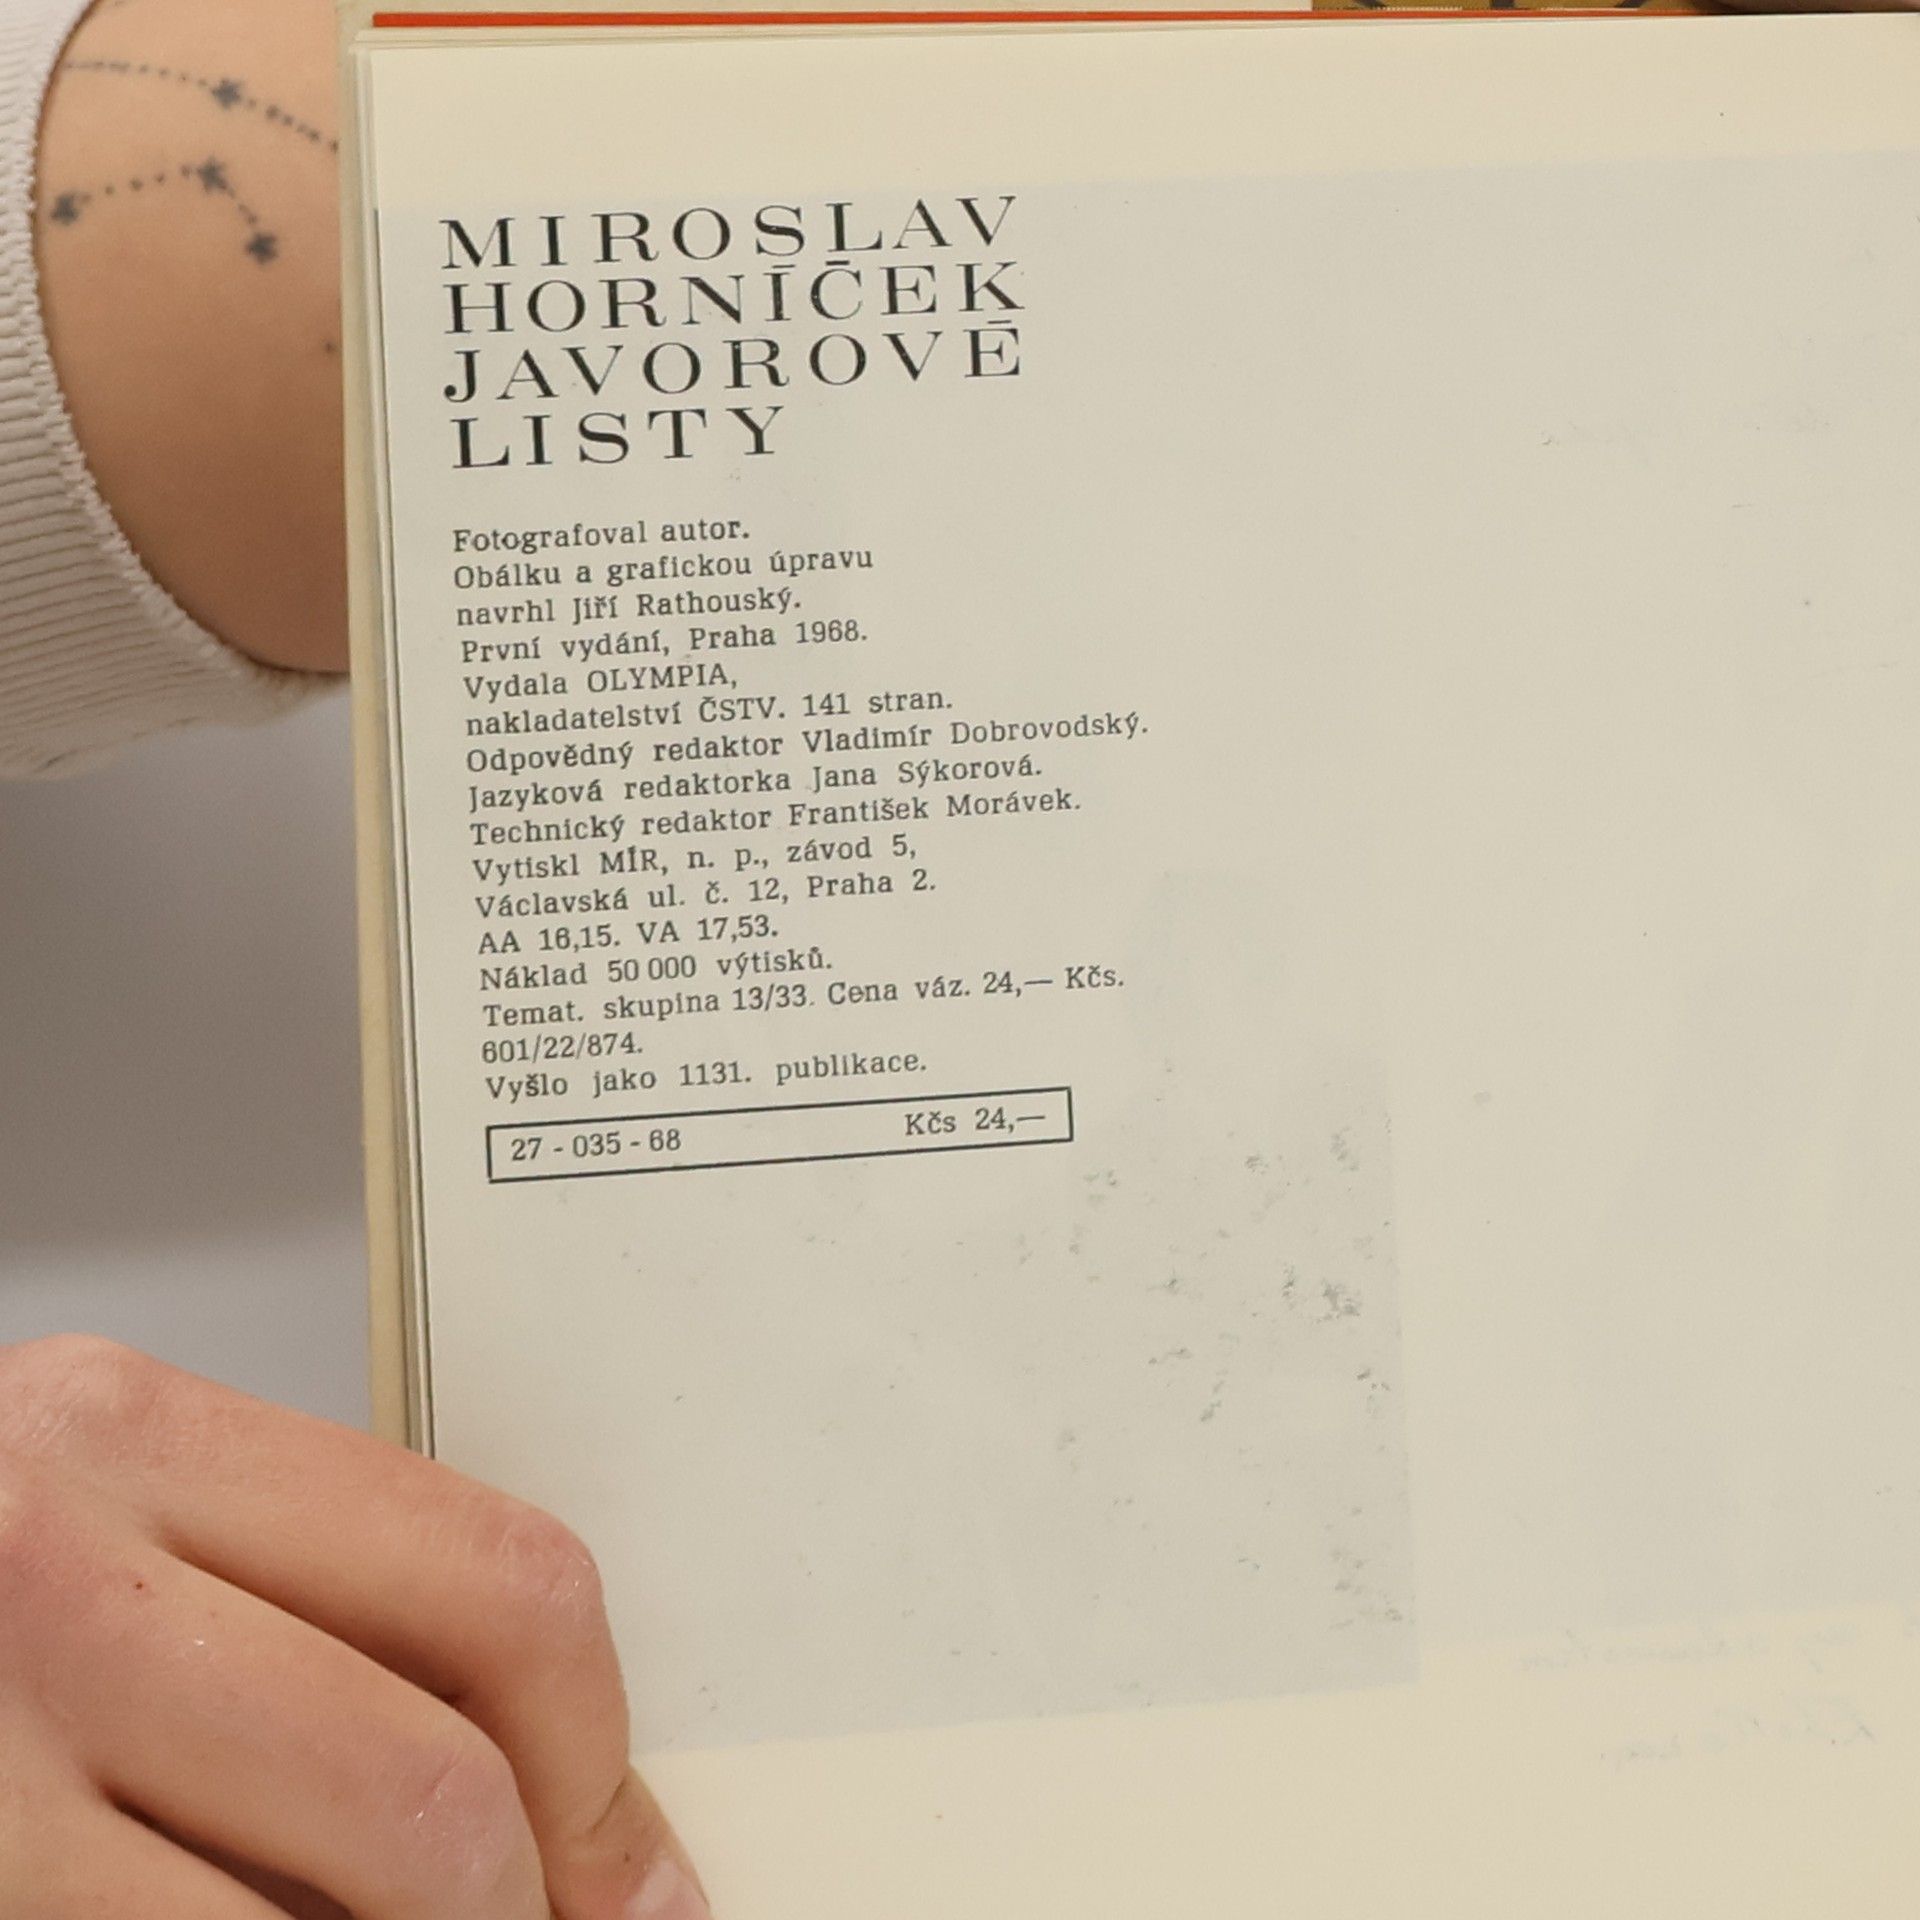 MIROSLAV
HORNÍČEK
JAVOROVÉ
LISTY
Fotografoval autor.
Obálku a grafickou úpravu
navrhl Jiří Rathouský.
První vydání, Praha 1968.
Vydala OLYMPIA,
nakladatelství ČSTV. 141 stran.
Odpovědný redaktor Vladimír Dobrovodský.
Jazyková redaktorka Jana Sýkorová.
Technický redaktor František Morávek.
Vytiskl MÍR, n. p., závod 5,
Václavská ul. č. 12, Praha 2.
AA 16,15. VA 17,53.
Náklad 50 000 výtisků.
Temat. skupina 13/33. Cena váz. 24,— Kčs.
601/22/874.
Vyšlo jako 1131. publikace.
27 - 035 - 68 Kčs 24,—